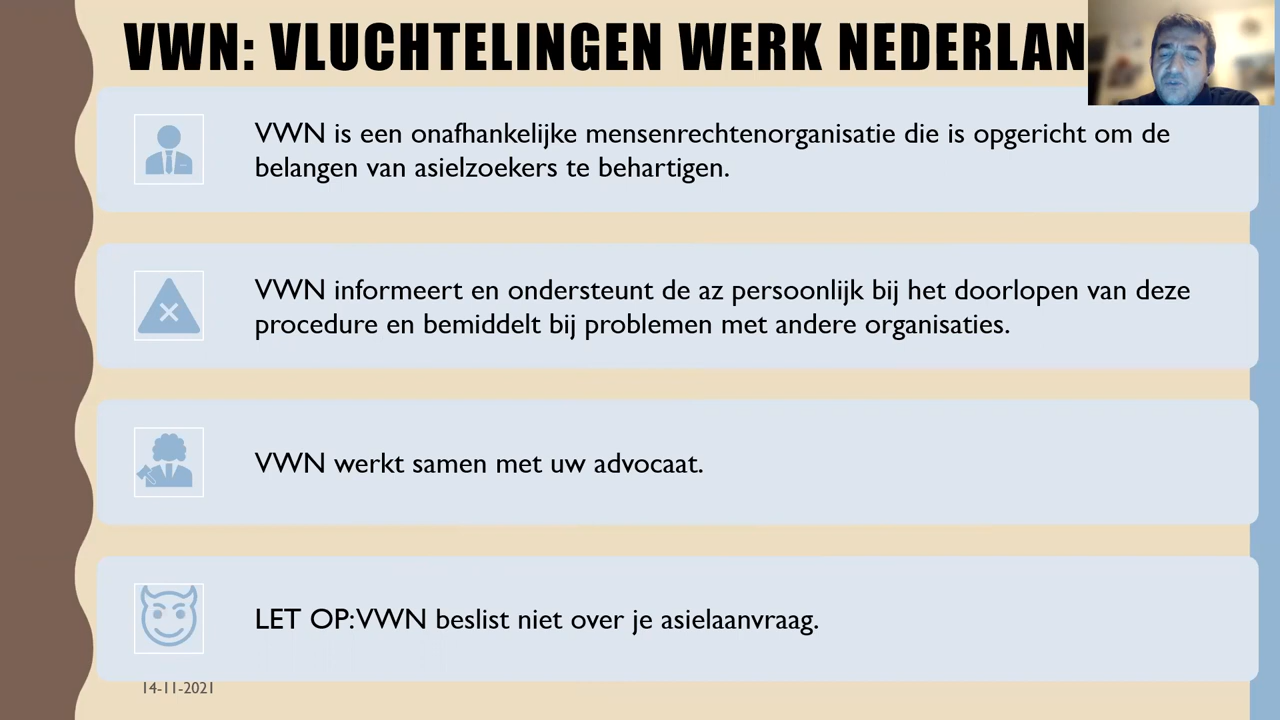 VWN: VLUCHTELINGEN WERK NEDERLAN
VWN is een onafhankelijke mensenrechtenorganisatie die is opgericht om de
belangen van asielzoekers te behartigen.
VWN informeert en ondersteunt de az persoonlijk bij het doorlopen van deze
procedure en bemiddelt bij problemen met andere organisaties.
VWN werkt samen met uw advocaat.
LET OP: VWN beslist niet over je asielaanvraag.
14-11-2021